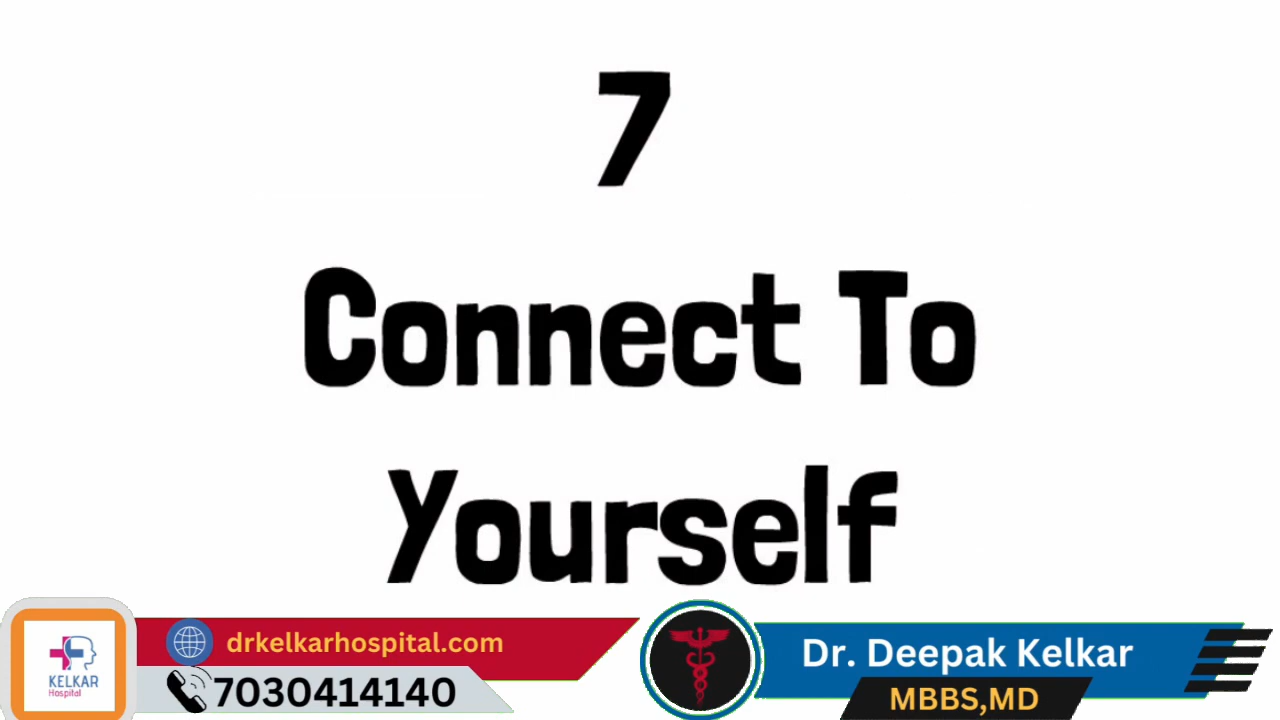 7
Connect To
Yourself
KELKAR
Hospital
drkelkarhospital.com
7030414140
Dr. Deepak Kelkar
MBBS,MD